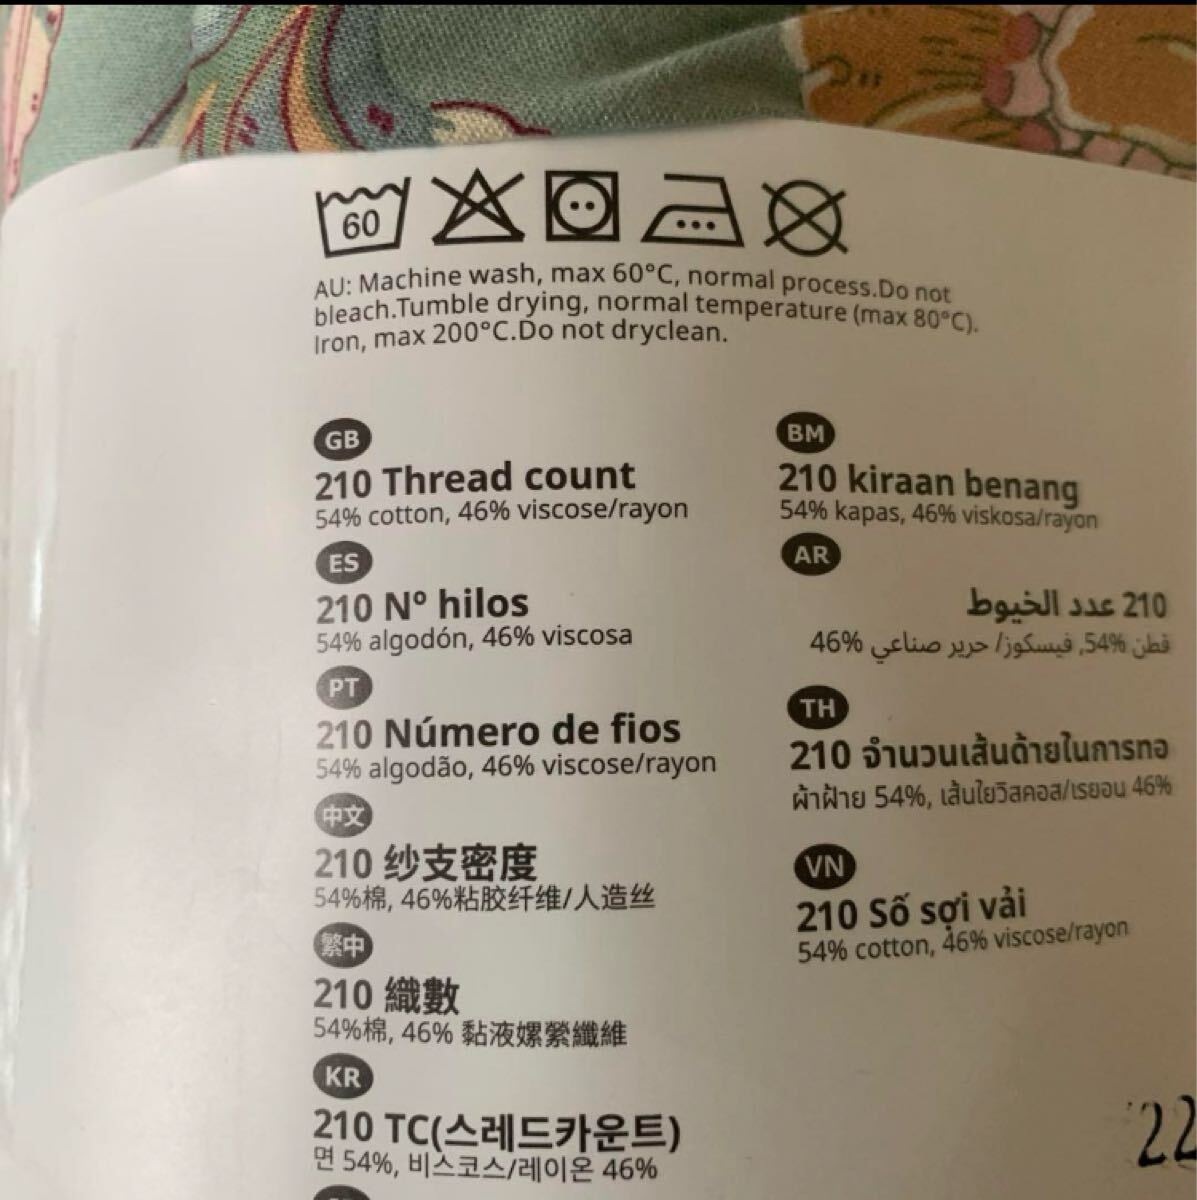 60
AU: Machine wash, max 60°C, normal process.Do not
bleach.Tumble drying, normal temperature (max 80°C).
Iron, max 200°C.Do not dryclean.
GB
210 Thread count
54% cotton, 46% viscose/rayon
ES
210 Nº hilos
54% algodón, 46% viscosa
PT
210 Número de fios
54% algodão, 46% viscose/rayon
中文
210 纱支密度
54%棉, 46%粘胶纤维/人造丝
繁中
210 織數
54%棉, 46% 黏液嫘縈纖維
KR
210 TC(스레드카운트)
면 54%, 비스코스/레이온 46%
BM
210 kiraan benang
54% kapas, 46% viskosa/rayon
AR
210 عدد الخيوط
قطن 54%, فيسكوز/ حرير صناعي 46%
TH
210 จำนวนเส้นด้ายในการทอ
ผ้าฝ้าย 54%, เส้นใยวิสคอส/เรยอน 46%
VN
210 Số sợi vải
54% cotton, 46% viscose/rayon
22